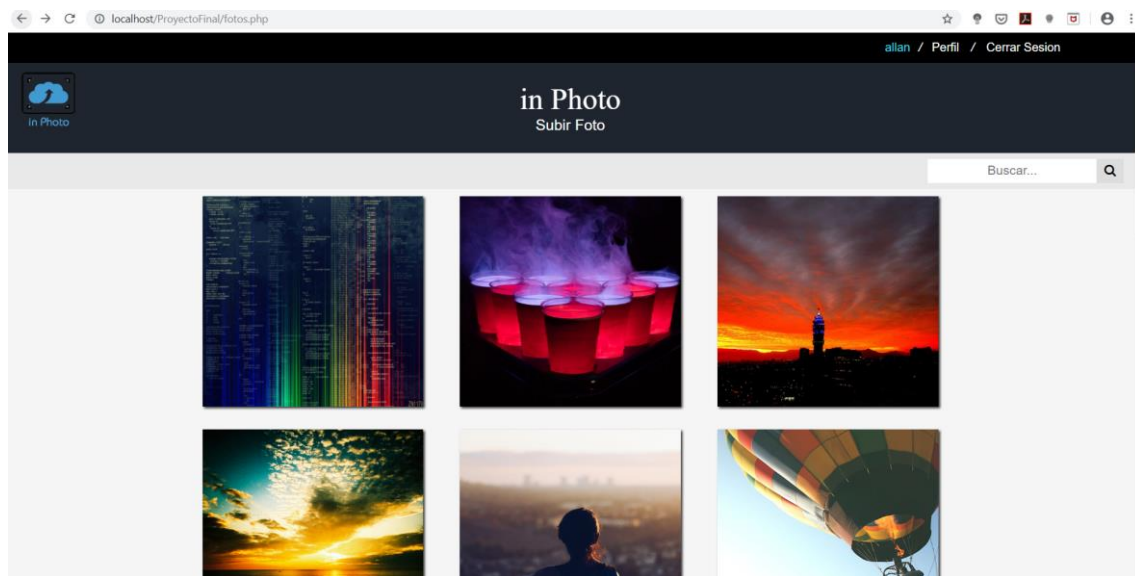 localhost/ProyectoFinal/fotos.php
allan / Perfil / Cerrar Sesion
in Photo
in Photo
Subir Foto
Buscar...